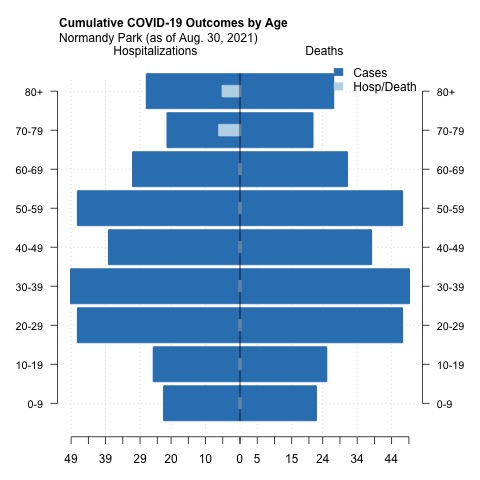 Cumulative COVID-19 Outcomes by Age
Normandy Park (as of Aug. 30, 2021)
Hospitalizations Deaths
Cases
Hosp/Death
80+ 80+
70-79 70-79
60-69 60-69
50-59 50-59
40-49 40-49
30-39 30-39
20-29 20-29
10-19 10-19
0-9 0-9
49 39 29 20 10 0 5 15 24 34 44